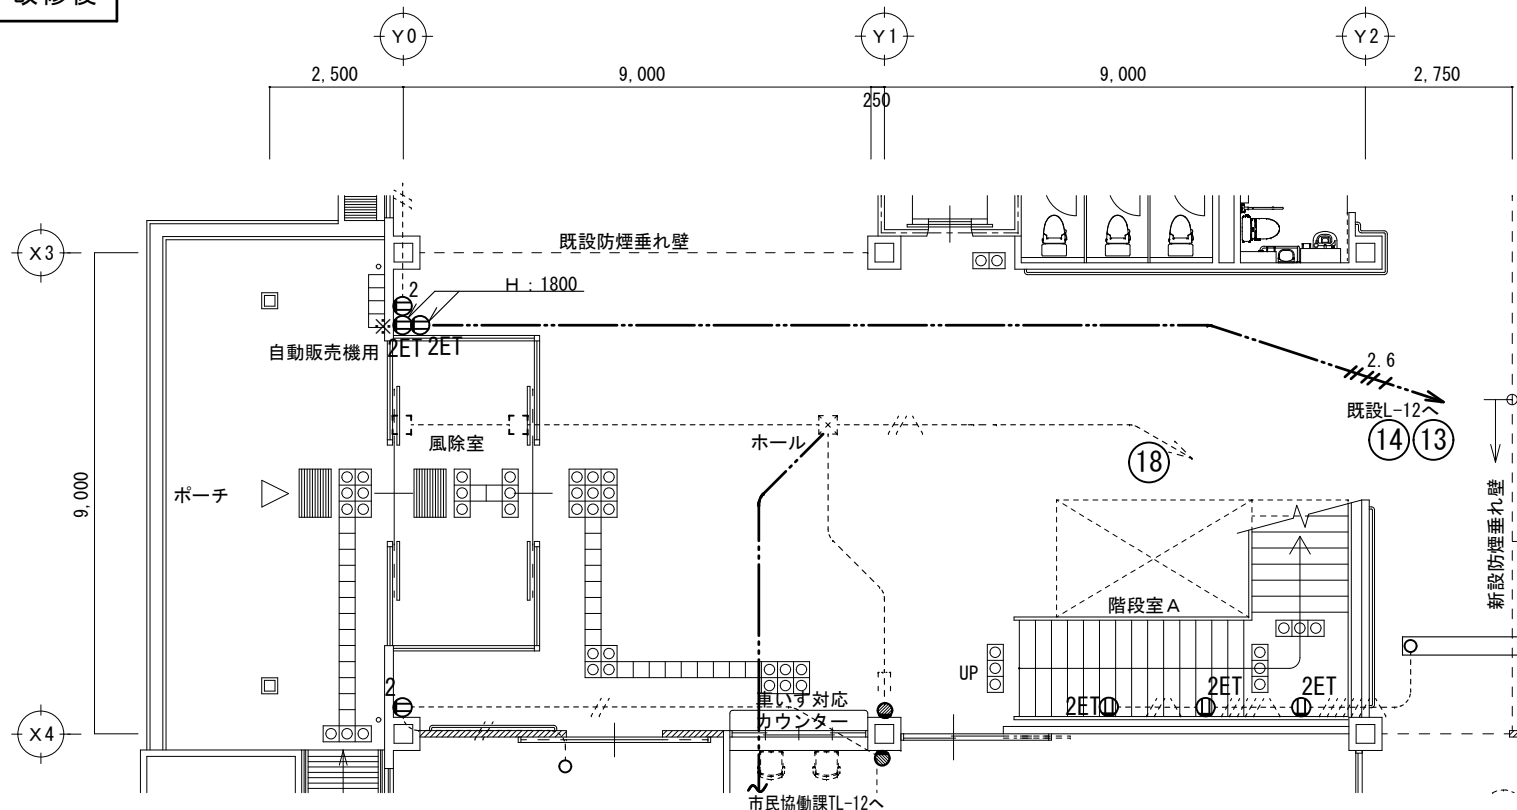 Y0
Y1
Y2
2,500
9,000
9,000
2,750
250
X3
既設防煙垂れ壁
2
H：1800
自動販売機用
2ET
2ET
2.6
既設L-12へ
14
13
風除室
ホール
18
ポーチ
9,000
新設防煙垂れ壁
階段室A
UP
2
車いす対応
カウンター
2ET
2ET
2ET
X4
市民協働課TL-12へ